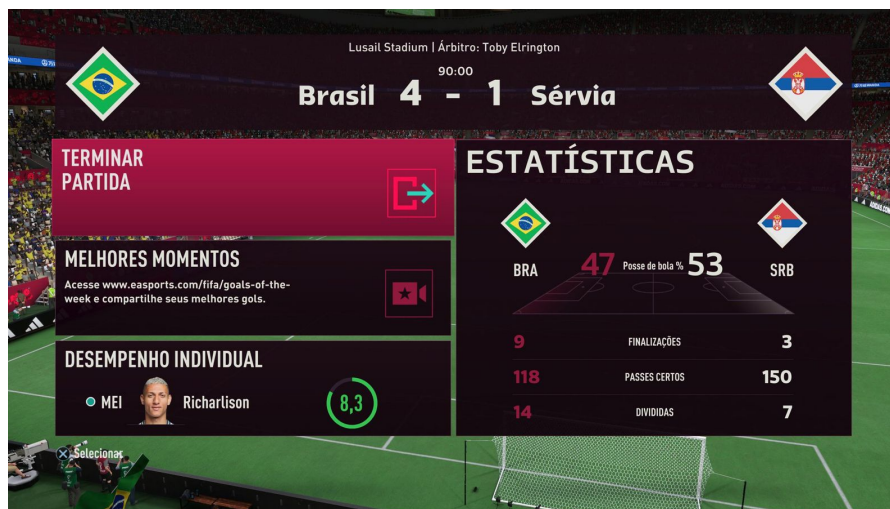 Lusail Stadium | Árbitro: Toby Elrington
90:00
Brasil 4 - 1 Sérvia
TERMINAR
PARTIDA
MELHORES MOMENTOS
Acesse www.easports.com/fifa/goals-of-the-
week e compartilhe seus melhores gols.
DESEMPENHO INDIVIDUAL
MEI Richarlison 8,3
ESTATÍSTICAS
BRA 47 Posse de bola % 53 SRB
9 FINALIZAÇÕES 3
118 PASSES CERTOS 150
14 DIVIDIDAS 7
Selecionar